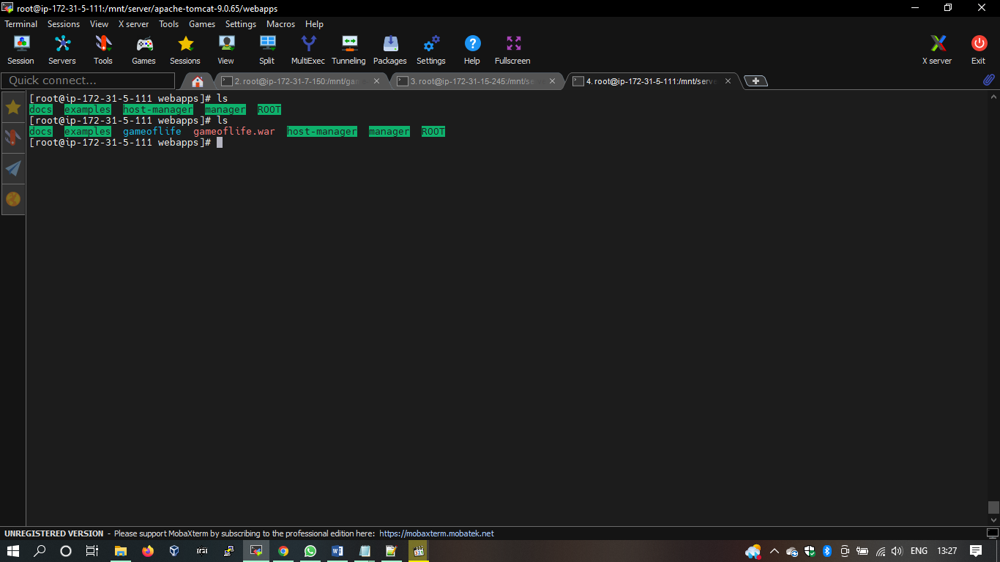 root@ip-172-31-5-111:/mnt/server/apache-tomcat-9.0.65/webapps
Terminal Sessions View X server Tools Games Settings Macros Help
Session Servers Tools Games Sessions View Split MultiExec Tunneling Packages Settings Help Fullscreen X server Exit
Quick connect... 2. root@ip-172-31-7-150:/mnt/gam 3. root@ip-172-31-15-245:/mnt/se 4. root@ip-172-31-5-111:/mnt/serve
[root@ip-172-31-5-111 webapps]# ls
docs examples host-manager manager ROOT
[root@ip-172-31-5-111 webapps]# ls
docs examples gameoflife gameoflife.war host-manager manager ROOT
[root@ip-172-31-5-111 webapps]#
UNREGISTERED VERSION - Please support MobaXterm by subscribing to the professional edition here: https://mobaxterm.mobatek.net
ENG 13:27